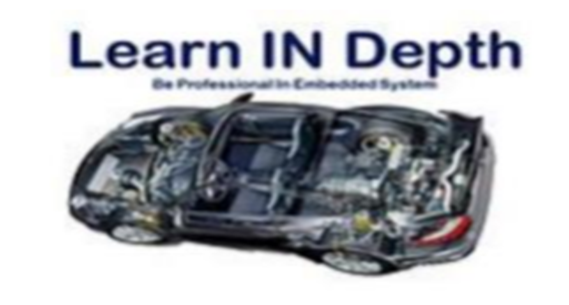 Learn IN Depth
Be Professional In Embedded System